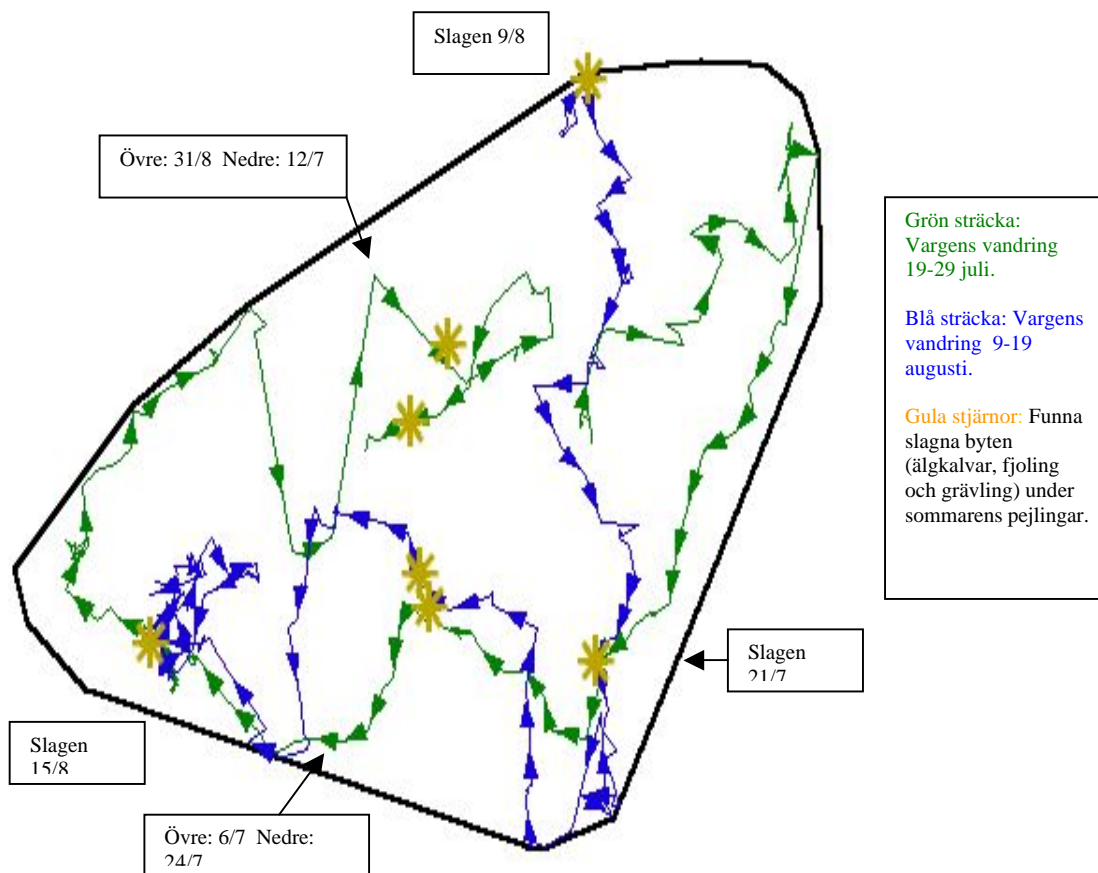 Slagen 9/8
Övre: 31/8  Nedre: 12/7
Grön sträcka:
Vargens vandring
19-29 juli.
Blå sträcka: Vargens
vandring  9-19
augusti.
Gula stjärnor: Funna
slagna byten
(älgkalvar, fjoling
och grävling) under
sommarens pejlingar.
Slagen
21/7
Slagen
15/8
Övre: 6/7  Nedre:
24/7